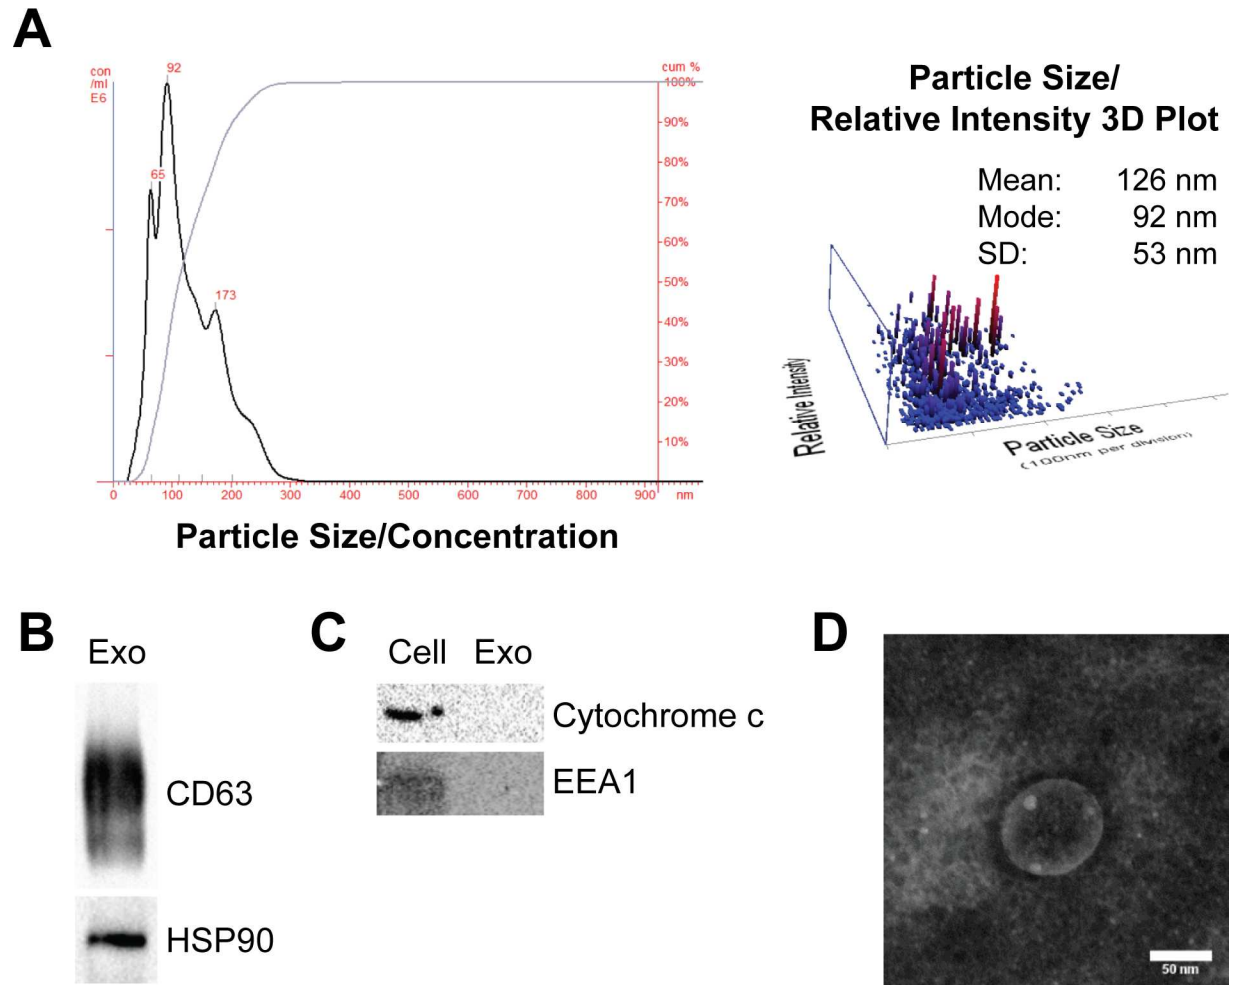 A
con
/ml
E6
92
65
173
cum %
100%
90%
80%
70%
60%
50%
40%
30%
20%
10%
0 100 200 300 400 500 600 700 800 900 nm
Particle Size/Concentration
Particle Size/
Relative Intensity 3D Plot
Mean: 126 nm
Mode: 92 nm
SD: 53 nm
Relative Intensity
Particle Size
(100nm per division)
B
Exo
CD63
HSP90
C
Cell Exo
Cytochrome c
EEA1
D
50 nm